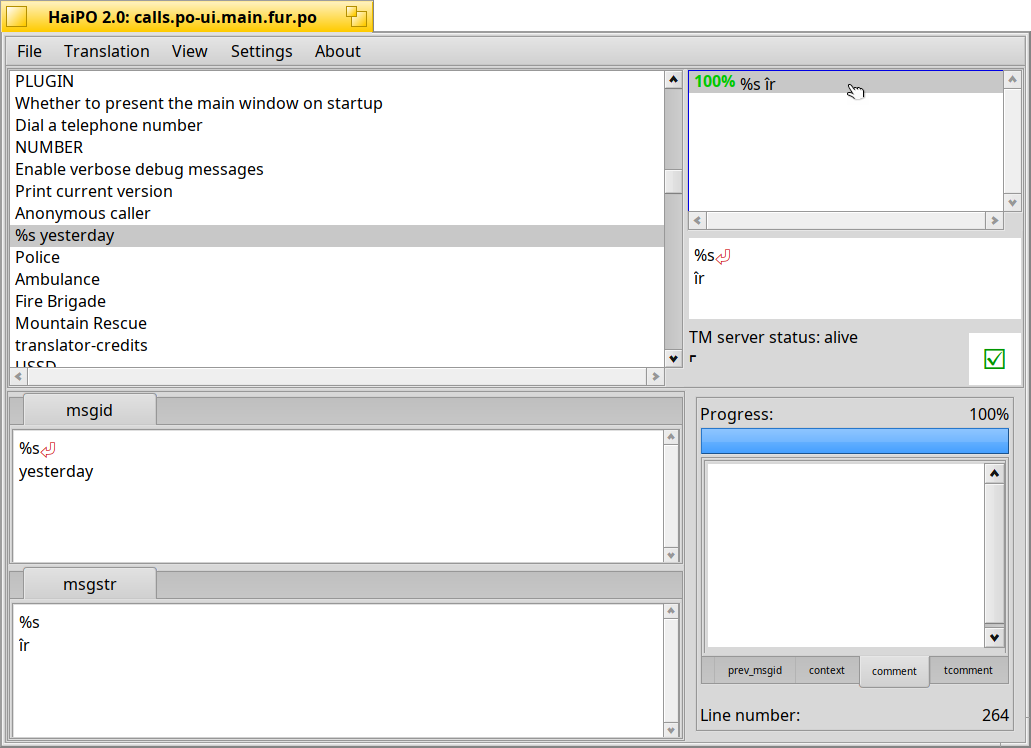 HaiPO 2.0: calls.po-ui.main.fur.po
File Translation View Settings About
PLUGIN
Whether to present the main window on startup
Dial a telephone number
NUMBER
Enable verbose debug messages
Print current version
Anonymous caller
%s yesterday
Police
Ambulance
Fire Brigade
Mountain Rescue
translator-credits
USSD
100% %s îr
%s
îr
TM server status: alive
msgid
%s
yesterday
msgstr
%s
îr
Progress: 100%
prev_msgid context comment tcomment
Line number: 264